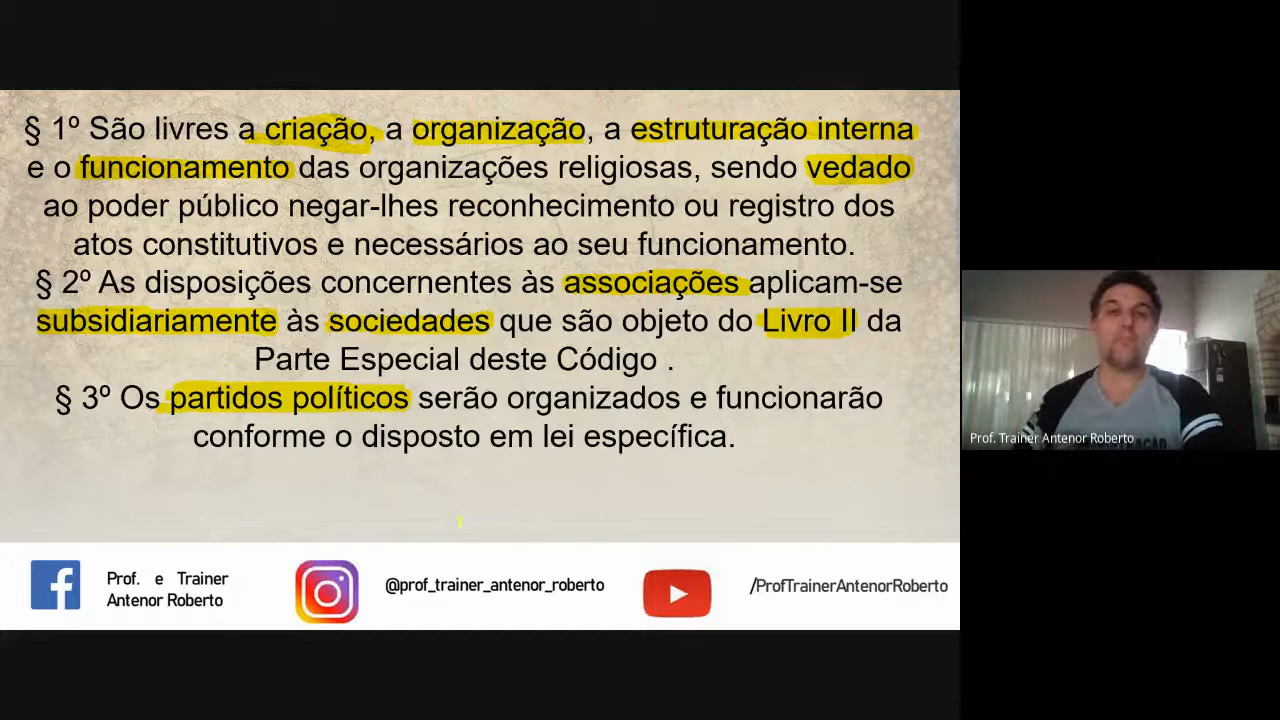 § 1º São livres a criação, a organização, a estruturação interna
e o funcionamento das organizações religiosas, sendo vedado
ao poder público negar-lhes reconhecimento ou registro dos
atos constitutivos e necessários ao seu funcionamento.
§ 2º As disposições concernentes às associações aplicam-se
subsidiariamente às sociedades que são objeto do Livro II da
Parte Especial deste Código .
§ 3º Os partidos políticos serão organizados e funcionarão
conforme o disposto em lei específica.
Prof. e Trainer
Antenor Roberto
@prof_trainer_antenor_roberto
/ProfTrainerAntenorRoberto
Prof. Trainer Antenor Roberto